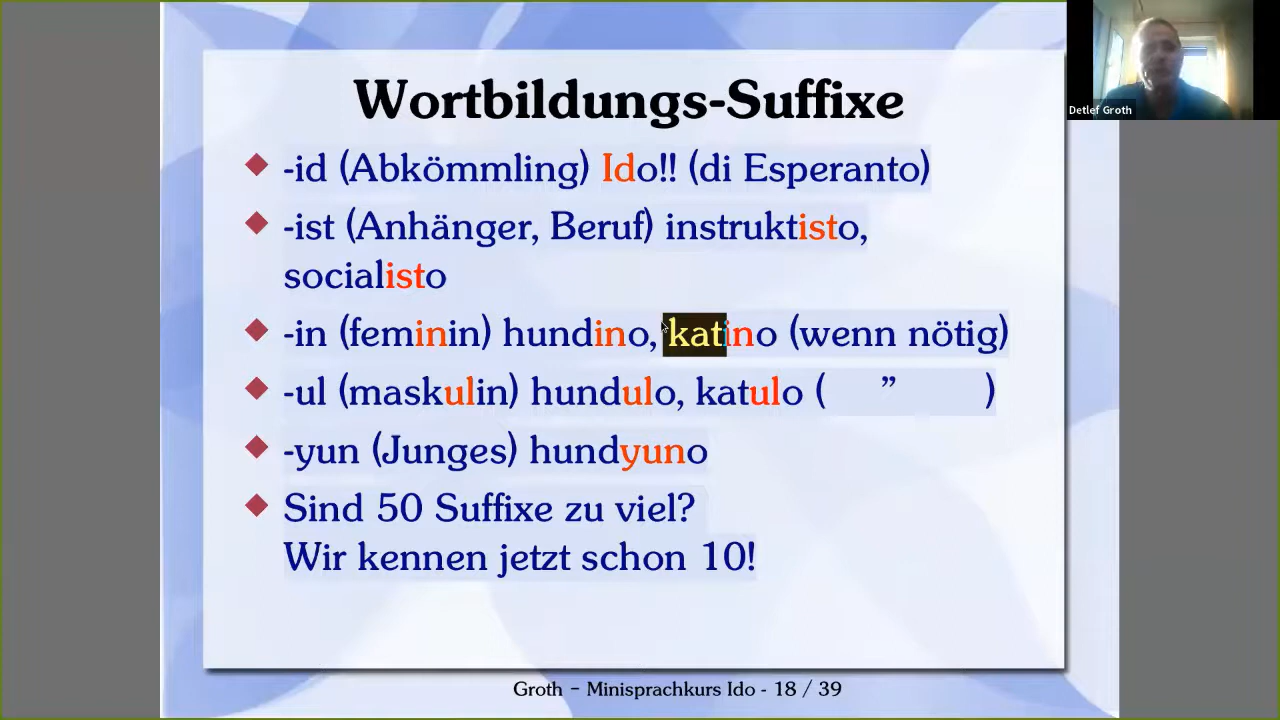 Wortbildungs-Suffixe
-id (Abkömmling) Ido!! (di Esperanto)
-ist (Anhänger, Beruf) instruktisto,
socialisto
-in (feminin) hundino, katino (wenn nötig)
-ul (maskulin) hundulo, katulo ( ” )
-yun (Junges) hundyuno
Sind 50 Suffixe zu viel?
Wir kennen jetzt schon 10!
Groth – Minisprachkurs Ido - 18 / 39
Detlef Groth